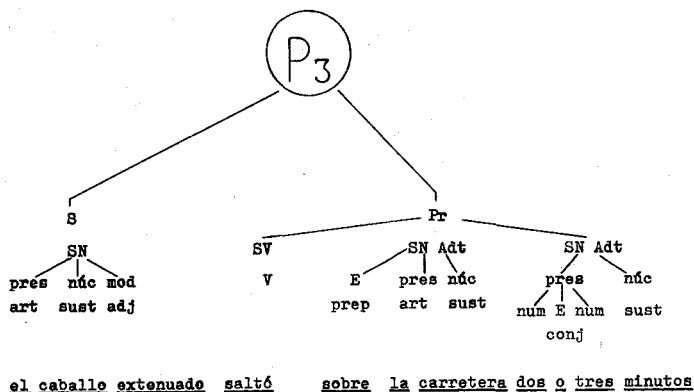 P3
S Pr
SN SV SN Adt SN Adt
pres núc mod V E pres núc pres núc
art sust adj prep art sust num E num sust
conj
el caballo extenuado saltó sobre la carretera dos o tres minutos